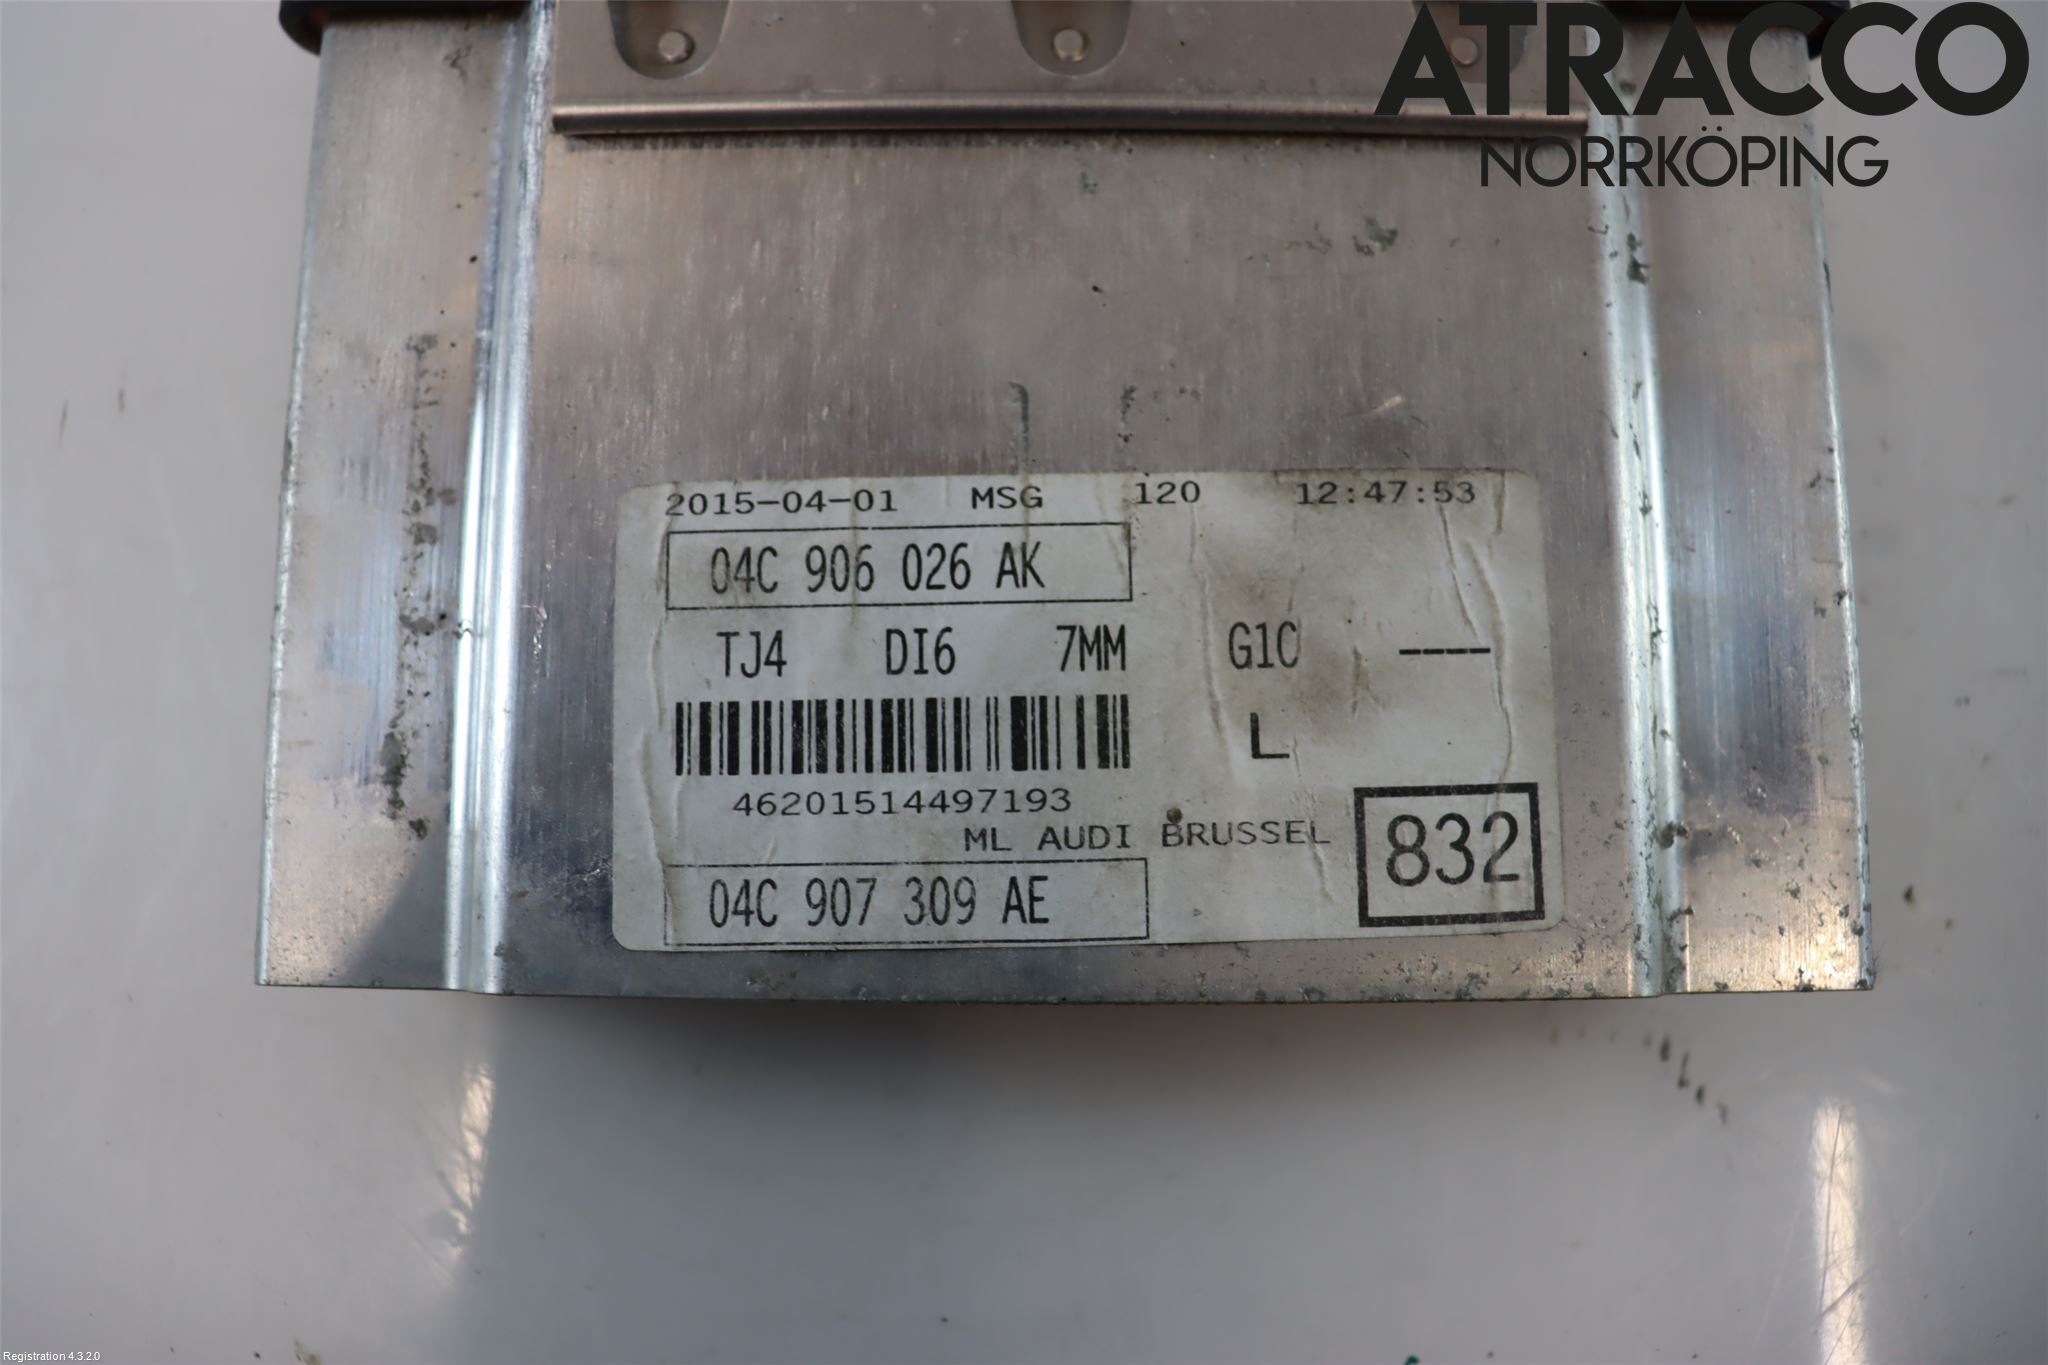 ATRACCO
NORRKÖPING
2015-04-01 MSG 120 12:47:53
04C 906 026 AK
TJ4 DI6 7MM G1C ----
L
46201514497193
ML AUDI BRUSSEL
832
04C 907 309 AE
Registration 4.3.2.0